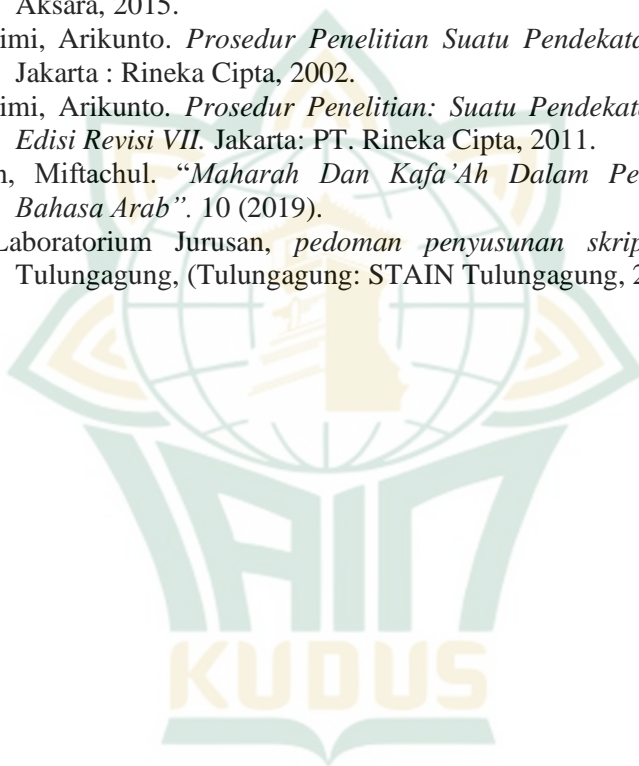 Aksara, 2015.
imi, Arikunto. Prosedur Penelitian Suatu Pendekata
Jakarta : Rineka Cipta, 2002.
imi, Arikunto. Prosedur Penelitian: Suatu Pendekat
Edisi Revisi VII. Jakarta: PT. Rineka Cipta, 2011.
n, Miftachul. “Maharah Dan Kafa’Ah Dalam Pe
Bahasa Arab”. 10 (2019).
Laboratorium Jurusan, pedoman penyusunan skrip
Tulungagung, (Tulungagung: STAIN Tulungagung, 2
IAIN
KUDUS